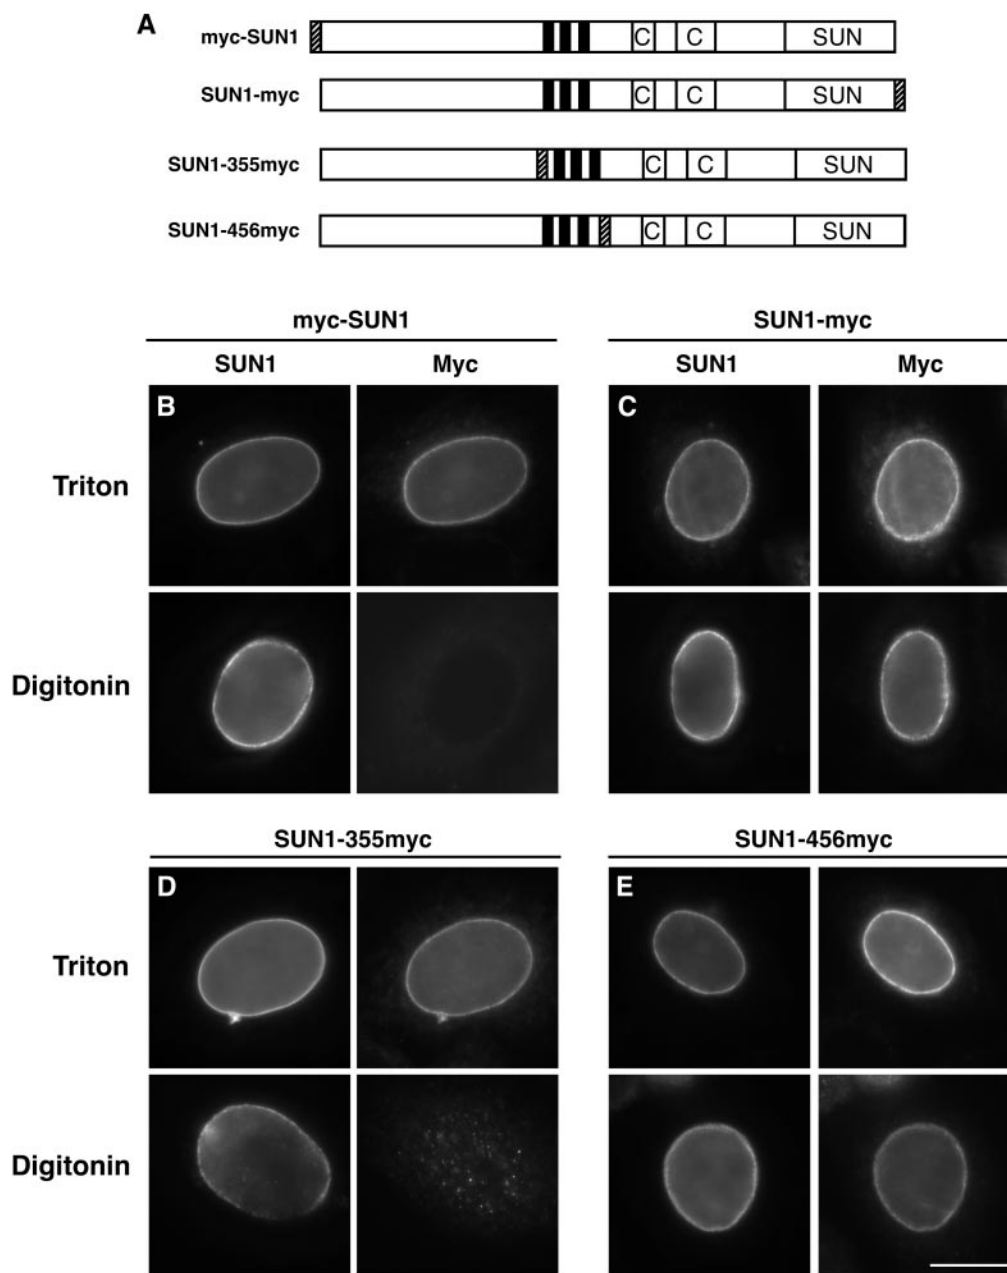 A
myc-SUN1 C C SUN
SUN1-myc C C SUN
SUN1-355myc C C SUN
SUN1-456myc C C SUN
myc-SUN1 SUN1-myc
SUN1 Myc SUN1 Myc
B C
Triton
Digitonin
SUN1-355myc SUN1-456myc
D E
Triton
Digitonin